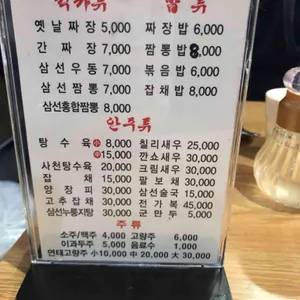 밥 류
옛날짜장 5,000 짜장밥 6,000
간 짜장 7,000 짬뽕밥 8,000
삼선우동 7,000 볶음밥 6,000
삼선짬뽕 7,000 잡채밥 8,000
삼선홍합짬뽕 8,000
안주류
탕 수 육 小 8,000 칠리새우 25,000
中 15,000 깐쇼새우 30,000
사천탕수육 20,000 크림새우 30,000
잡 채 15,000 팔보채 30,000
양 장 피 30,000 삼선술국 15,000
고추잡채 30,000 전가복 45,000
삼선누룽지탕 30,000 군만두 5,000
주 류
소주/맥주 4,000 고량주 6,000
이과두주 5,000 음료수 1,000
연태고량주 小10,000 中 20,000 大 30,000